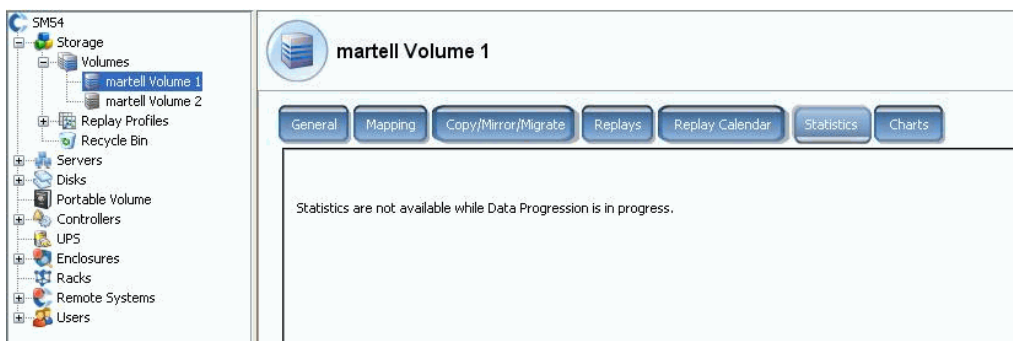 SM54
Storage
Volumes
martell Volume 1
martell Volume 2
Replay Profiles
Recycle Bin
Servers
Disks
Portable Volume
Controllers
UPS
Enclosures
Racks
Remote Systems
Users
martell Volume 1
General Mapping Copy/Mirror/Migrate Replays Replay Calendar Statistics Charts
Statistics are not available while Data Progression is in progress.